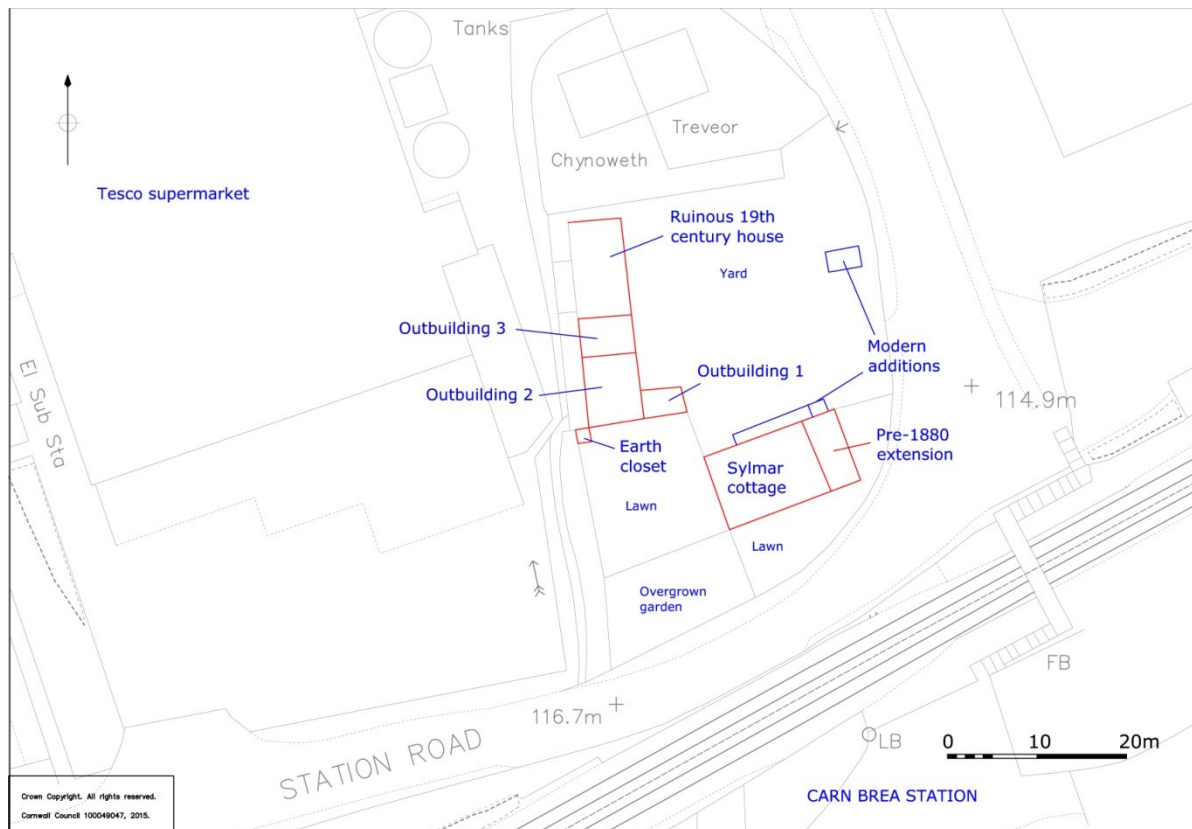 Tanks
Treveor
Chynoweth
Tesco supermarket
Ruinous 19th
century house
Yard
Outbuilding 3
Modern
additions
Outbuilding 1
Outbuilding 2
114.9m
El Sub Sta
Earth
closet
Pre-1880
extension
Sylmar
cottage
Lawn
Lawn
Overgrown
garden
FB
116.7m
STATION ROAD
LB
0 10 20m
CARN BREA STATION
Crown Copyright. All rights reserved.
Cornwall Council 100049047, 2015.